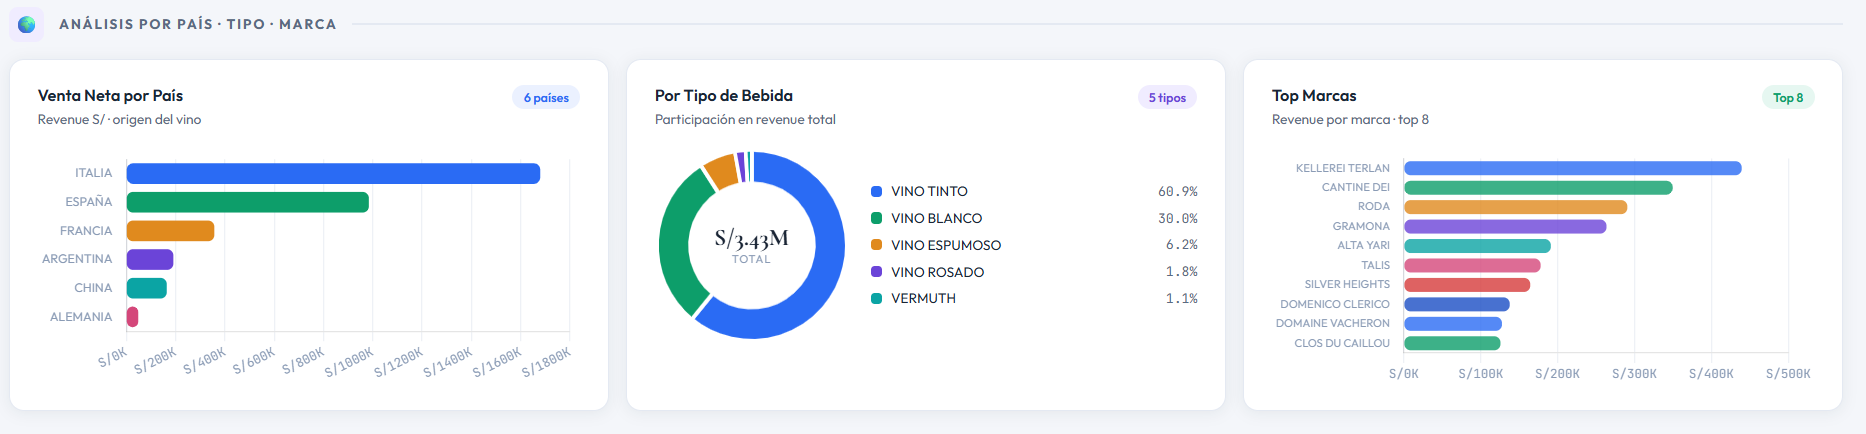 ANÁLISIS POR PAÍS · TIPO · MARCA
Venta Neta por País
6 países
Revenue S/ · origen del vino
ITALIA
ESPAÑA
FRANCIA
ARGENTINA
CHINA
ALEMANIA
S/0K S/200K S/400K S/600K S/800K S/1000K S/1200K S/1400K S/1600K S/1800K
Por Tipo de Bebida
5 tipos
Participación en revenue total
S/3.43M
TOTAL
VINO TINTO 60.9%
VINO BLANCO 30.0%
VINO ESPUMOSO 6.2%
VINO ROSADO 1.8%
VERMUTH 1.1%
Top Marcas
Top 8
Revenue por marca · top 8
KELLEREI TERLAN
CANTINE DEI
RODA
GRAMONA
ALTA YARI
TALIS
SILVER HEIGHTS
DOMENICO CLERICO
DOMAINE VACHERON
CLOS DU CAILLOU
S/0K S/100K S/200K S/300K S/400K S/500K